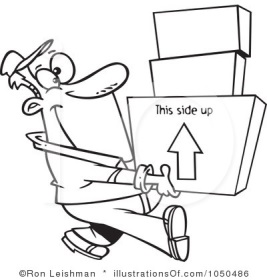 This side up
©Ron Leishman * illustrationsOf.com/1050486